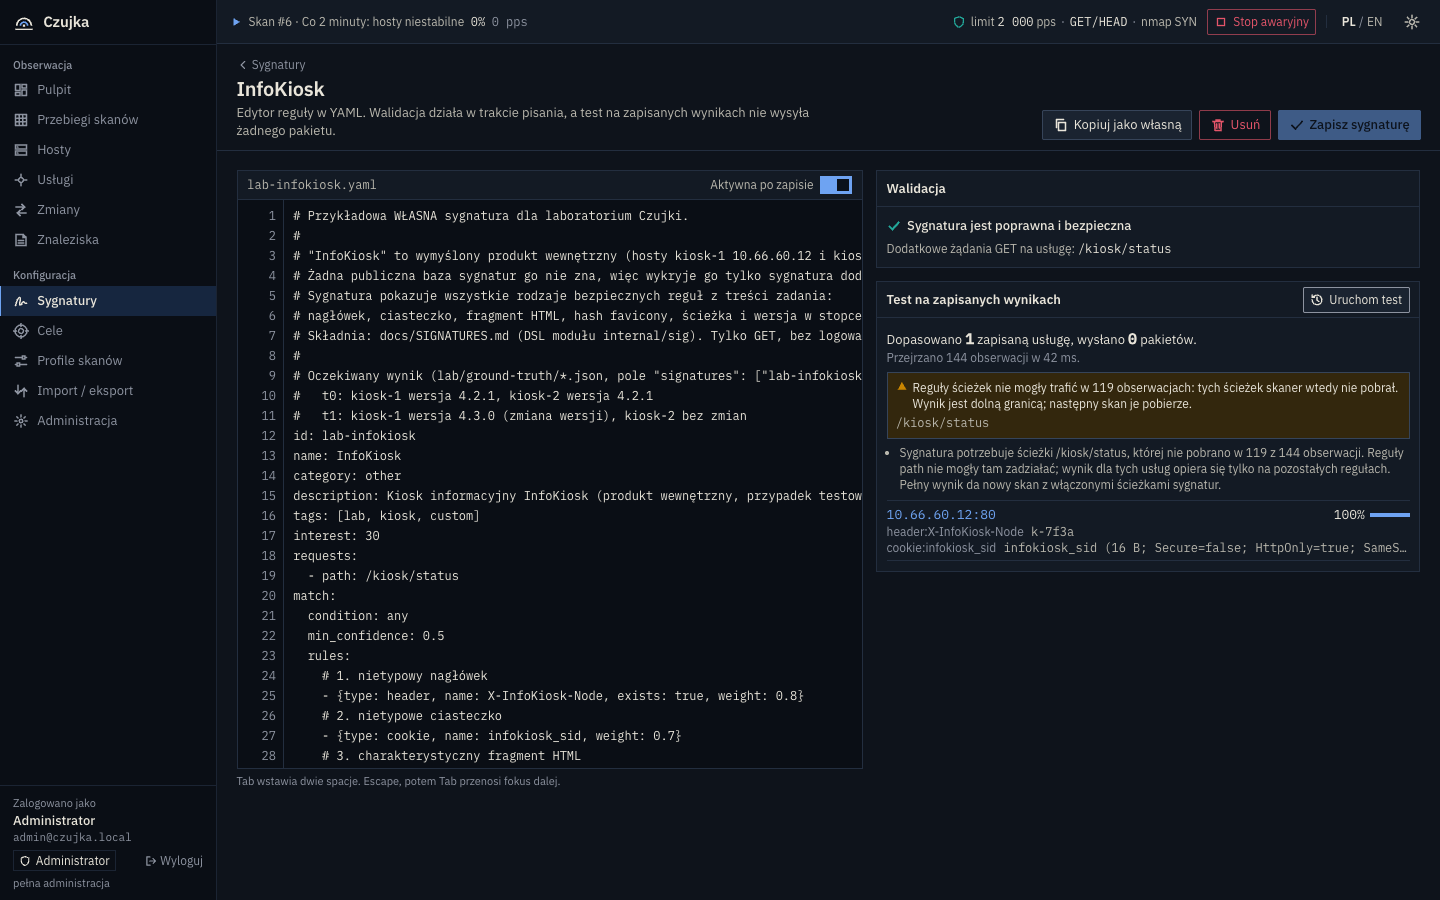 Czujka
Skan #6 · Co 2 minuty: hosty niestabilne 0% 0 pps
limit 2 000 pps · GET/HEAD · nmap SYN
Stop awaryjny
PL / EN
Obserwacja
Pulpit
Przebiegi skanów
Hosty
Usługi
Zmiany
Znaleziska
Konfiguracja
Sygnatury
Cele
Profile skanów
Import / eksport
Administracja
Zalogowano jako
Administrator
admin@czujka.local
Administrator
Wyloguj
pełna administracja
Sygnatury
InfoKiosk
Edytor reguły w YAML. Walidacja działa w trakcie pisania, a test na zapisanych wynikach nie wysyła
żadnego pakietu.
Kopiuj jako własną
Usuń
Zapisz sygnaturę
lab-infokiosk.yaml
Aktywna po zapisie
1 # Przykładowa WŁASNA sygnatura dla laboratorium Czujki.
2 #
3 # "InfoKiosk" to wymyślony produkt wewnętrzny (hosty kiosk-1 10.66.60.12 i kios
4 # Żadna publiczna baza sygnatur go nie zna, więc wykryje go tylko sygnatura dod
5 # Sygnatura pokazuje wszystkie rodzaje bezpiecznych reguł z treści zadania:
6 # nagłówek, ciasteczko, fragment HTML, hash favicony, ścieżka i wersja w stopce
7 # Składnia: docs/SIGNATURES.md (DSL modułu internal/sig). Tylko GET, bez logowa
8 #
9 # Oczekiwany wynik (lab/ground-truth/*.json, pole "signatures": ["lab-infokiosk
10 #   t0: kiosk-1 wersja 4.2.1, kiosk-2 wersja 4.2.1
11 #   t1: kiosk-1 wersja 4.3.0 (zmiana wersji), kiosk-2 bez zmian
12 id: lab-infokiosk
13 name: InfoKiosk
14 category: other
15 description: Kiosk informacyjny InfoKiosk (produkt wewnętrzny, przypadek testow
16 tags: [lab, kiosk, custom]
17 interest: 30
18 requests:
19   - path: /kiosk/status
20 match:
21   condition: any
22   min_confidence: 0.5
23   rules:
24     # 1. nietypowy nagłówek
25     - {type: header, name: X-InfoKiosk-Node, exists: true, weight: 0.8}
26     # 2. nietypowe ciasteczko
27     - {type: cookie, name: infokiosk_sid, weight: 0.7}
28     # 3. charakterystyczny fragment HTML
Tab wstawia dwie spacje. Escape, potem Tab przenosi fokus dalej.
Walidacja
Sygnatura jest poprawna i bezpieczna
Dodatkowe żądania GET na usługę: /kiosk/status
Test na zapisanych wynikach
Uruchom test
Dopasowano 1 zapisaną usługę, wysłano 0 pakietów.
Przejrzano 144 obserwacji w 42 ms.
Reguły ścieżek nie mogły trafić w 119 obserwacjach: tych ścieżek skaner wtedy nie pobrał.
Wynik jest dolną granicą; następny skan je pobierze.
/kiosk/status
• Sygnatura potrzebuje ścieżki /kiosk/status, której nie pobrano w 119 z 144 obserwacji. Reguły
path nie mogły tam zadziałać; wynik dla tych usług opiera się tylko na pozostałych regułach.
Pełny wynik da nowy skan z włączonymi ścieżkami sygnatur.
10.66.60.12:80 100%
header:X-InfoKiosk-Node k-7f3a
cookie:infokiosk_sid infokiosk_sid (16 B; Secure=false; HttpOnly=true; SameS…